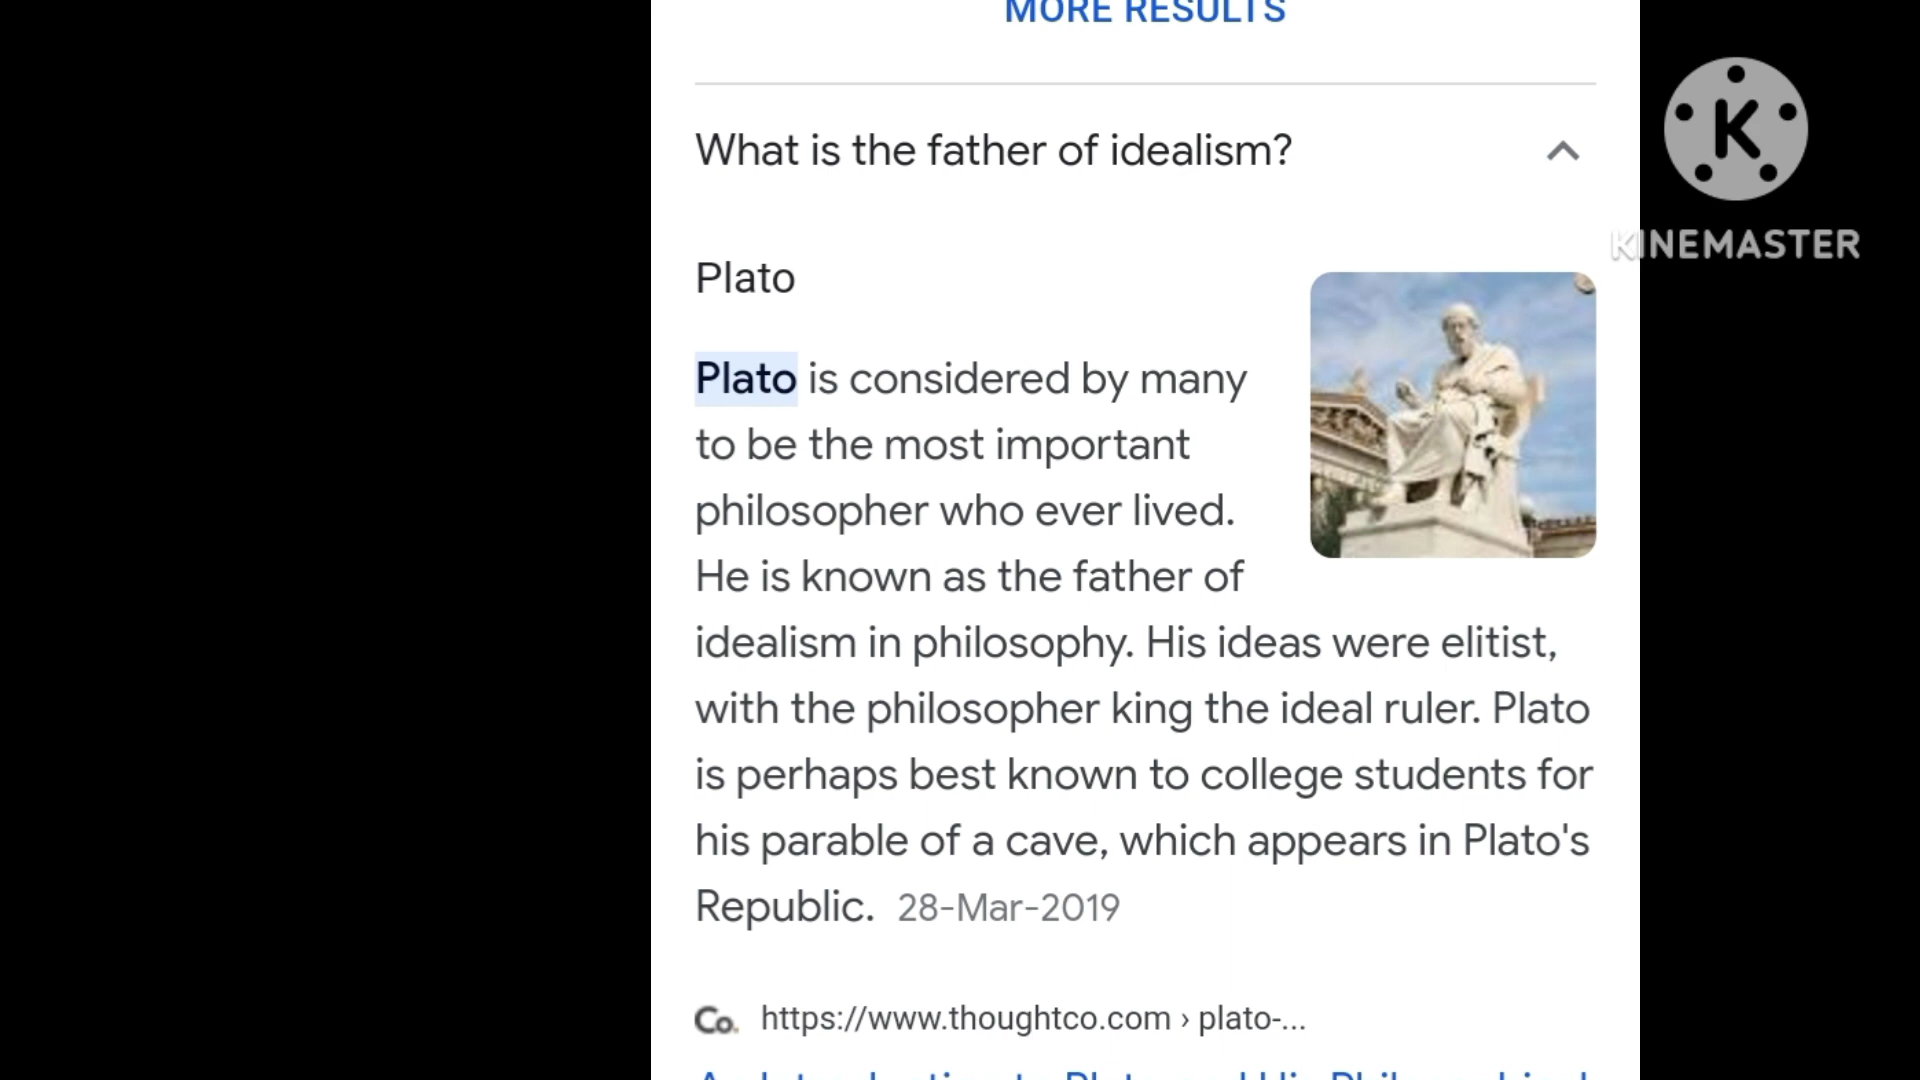 MORE RESULTS
What is the father of idealism?
K
KINEMASTER
Plato
Plato is considered by many
to be the most important
philosopher who ever lived.
He is known as the father of
idealism in philosophy. His ideas were elitist,
with the philosopher king the ideal ruler. Plato
is perhaps best known to college students for
his parable of a cave, which appears in Plato's
Republic. 28-Mar-2019
Co. https://www.thoughtco.com › plato-...